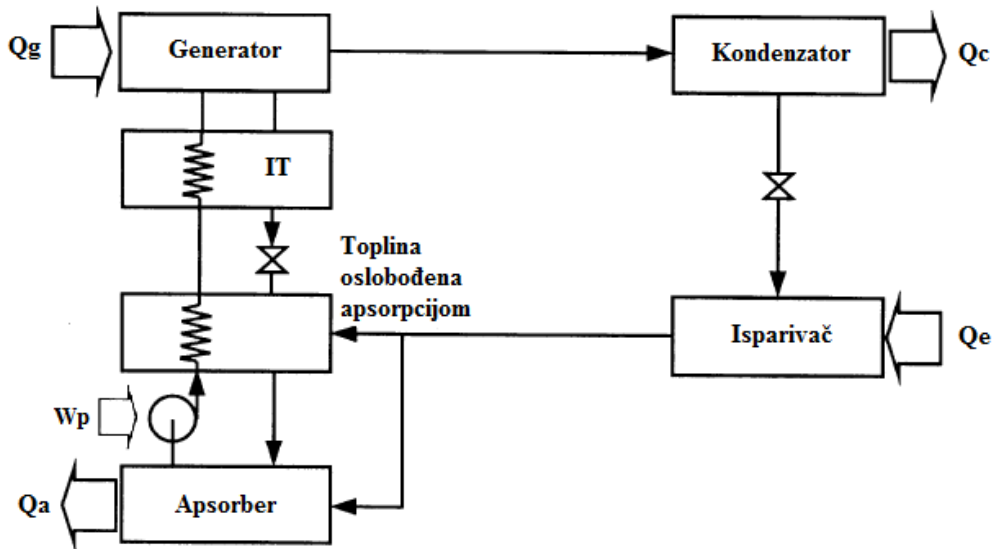 Qg
Generator
Kondenzator
Qc
IT
Toplina
oslobođena
apsorpcijom
Isparivač
Qe
Wp
Qa
Apsorber